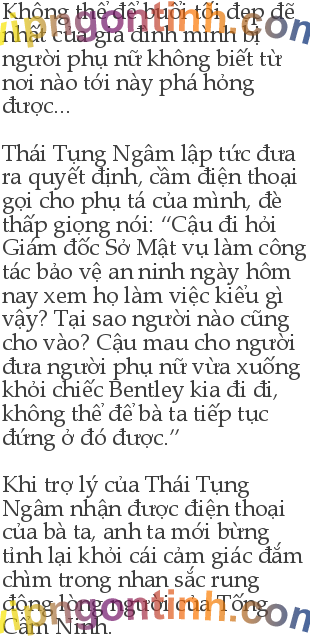 Không thể để buổi tối đẹp đẽ
nhất của gia đình mình bị
người phụ nữ không biết từ
nơi nào tới này phá hỏng
được...
Thái Tụng Ngâm lập tức đưa
ra quyết định, cầm điện thoại
gọi cho phụ tá của mình, đè
thấp giọng nói: “Cậu đi hỏi
Giám đốc Sở Mật vụ làm công
tác bảo vệ an ninh ngày hôm
nay xem họ làm việc kiểu gì
vậy? Tại sao người nào cũng
cho vào? Cậu mau cho người
đưa người phụ nữ vừa xuống
khỏi chiếc Bentley kia đi đi,
không thể để bà ta tiếp tục
đứng ở đó được.”
Khi trợ lý của Thái Tụng
Ngâm nhận được điện thoại
của bà ta, anh ta mới bừng
tỉnh lại khỏi cái cảm giác đắm
chìm trong nhan sắc rung
động lòng người của Tống
Cẩm Ninh.